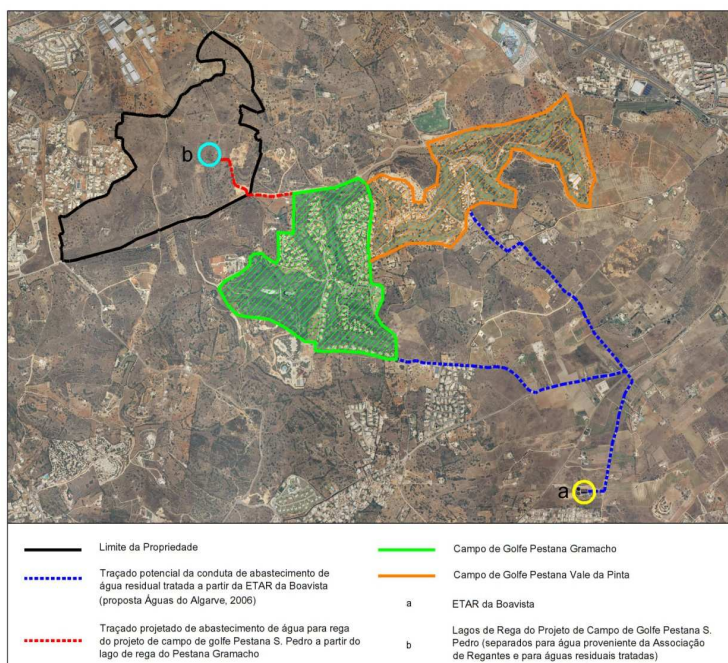 b
a
Limite da Propriedade
Traçado potencial da conduta de abastecimento de
água residual tratada a partir da ETAR da Boavista
(proposta Águas do Algarve, 2006)
Traçado projetado de abastecimento de água para rega
do projeto de campo de golfe Pestana S. Pedro a partir do
lago de rega do Pestana Gramacho
Campo de Golfe Pestana Gramacho
Campo de Golfe Pestana Vale da Pinta
a ETAR da Boavista
b Lagos de Rega do Projeto de Campo de Golfe Pestana S.
Pedro (separados para água proveniente da Associação
de Regantes e para águas residuais tratadas)